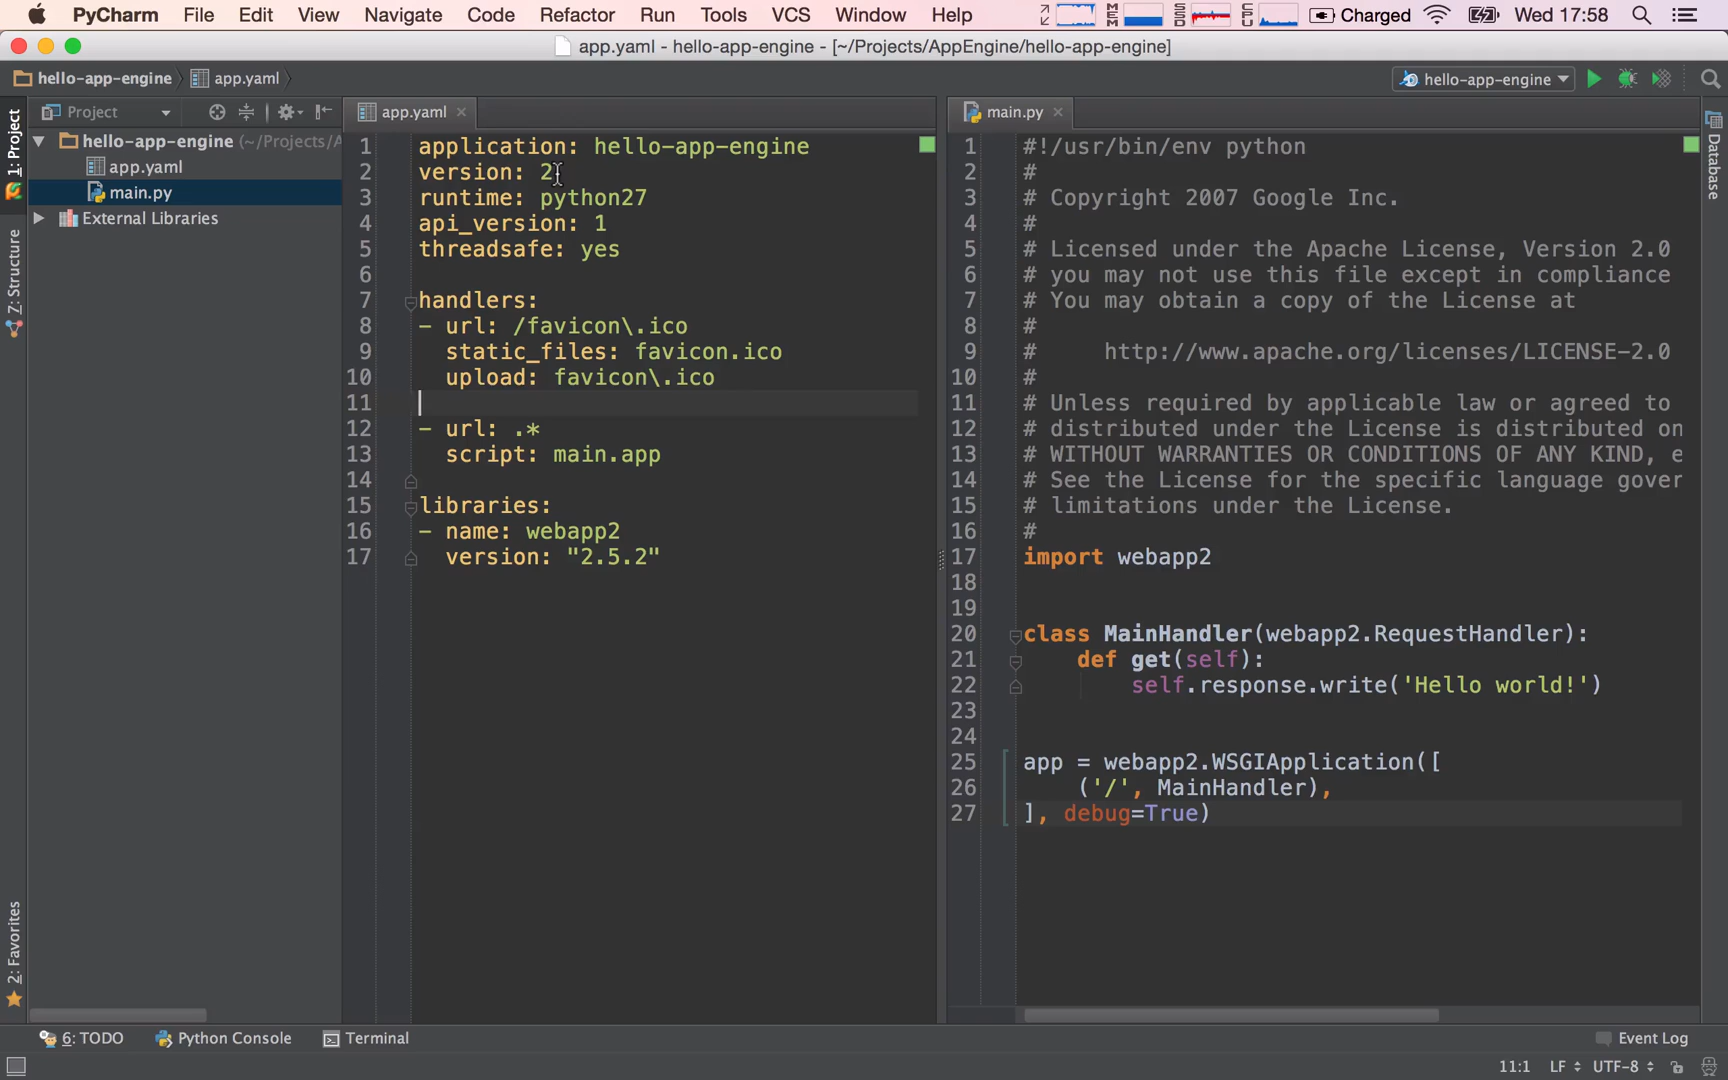 PyCharm File Edit View Navigate Code Refactor Run Tools VCS Window Help MEM SSD CPU Charged Wed 17:58
app.yaml - hello-app-engine - [~/Projects/AppEngine/hello-app-engine]
hello-app-engine app.yaml hello-app-engine
Project app.yaml main.py
1: Project
Z: Structure
2: Favorites
Database
hello-app-engine (~/Projects/A
app.yaml
main.py
External Libraries
1 application: hello-app-engine
2 version: 2
3 runtime: python27
4 api_version: 1
5 threadsafe: yes
6
7 handlers:
8 - url: /favicon\.ico
9 static_files: favicon.ico
10 upload: favicon\.ico
11
12 - url: .*
13 script: main.app
14
15 libraries:
16 - name: webapp2
17 version: "2.5.2"
1 #!/usr/bin/env python
2 #
3 # Copyright 2007 Google Inc.
4 #
5 # Licensed under the Apache License, Version 2.0
6 # you may not use this file except in compliance
7 # You may obtain a copy of the License at
8 #
9 # http://www.apache.org/licenses/LICENSE-2.0
10 #
11 # Unless required by applicable law or agreed to
12 # distributed under the License is distributed on
13 # WITHOUT WARRANTIES OR CONDITIONS OF ANY KIND, e
14 # See the License for the specific language gover
15 # limitations under the License.
16 #
17 import webapp2
18
19
20 class MainHandler(webapp2.RequestHandler):
21 def get(self):
22 self.response.write('Hello world!')
23
24
25 app = webapp2.WSGIApplication([
26 ('/', MainHandler),
27 ], debug=True)
6: TODO Python Console Terminal Event Log
11:1 LF UTF-8